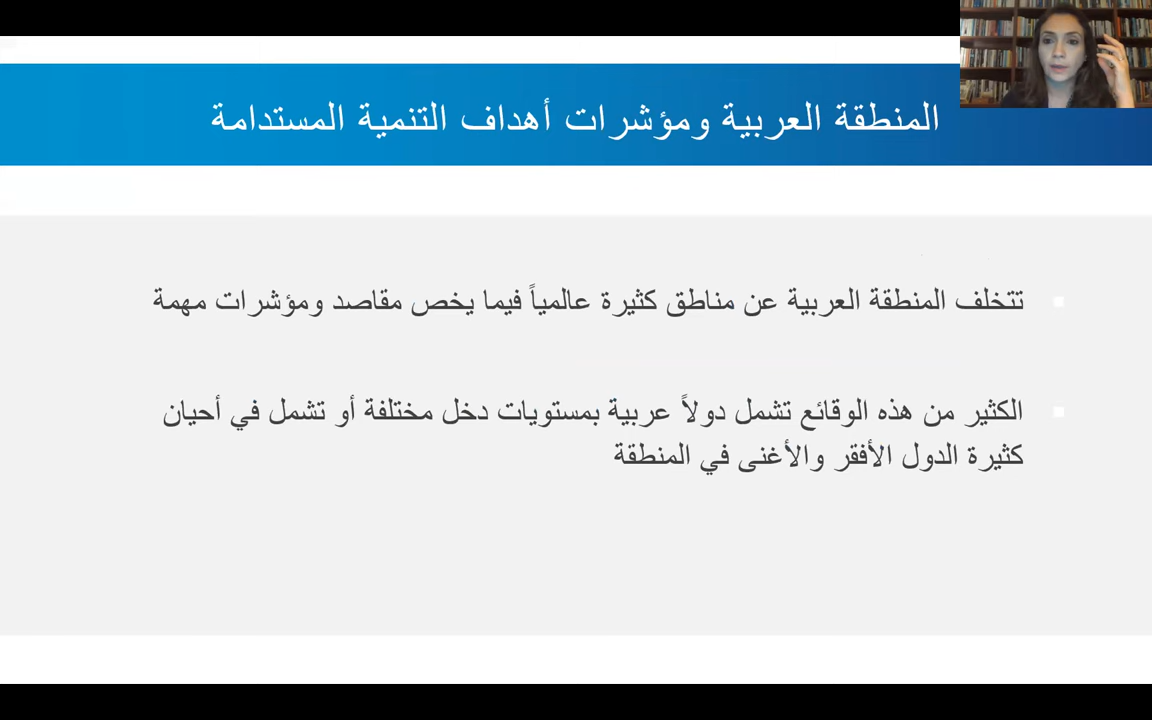 المنطقة العربية ومؤشرات أهداف التنمية المستدامة
تتخلف المنطقة العربية عن مناطق كثيرة عالمياً فيما يخص مقاصد ومؤشرات مهمة
الكثير من هذه الوقائع تشمل دولاً عربية بمستويات دخل مختلفة أو تشمل في أحيان
كثيرة الدول الأفقر والأغنى في المنطقة